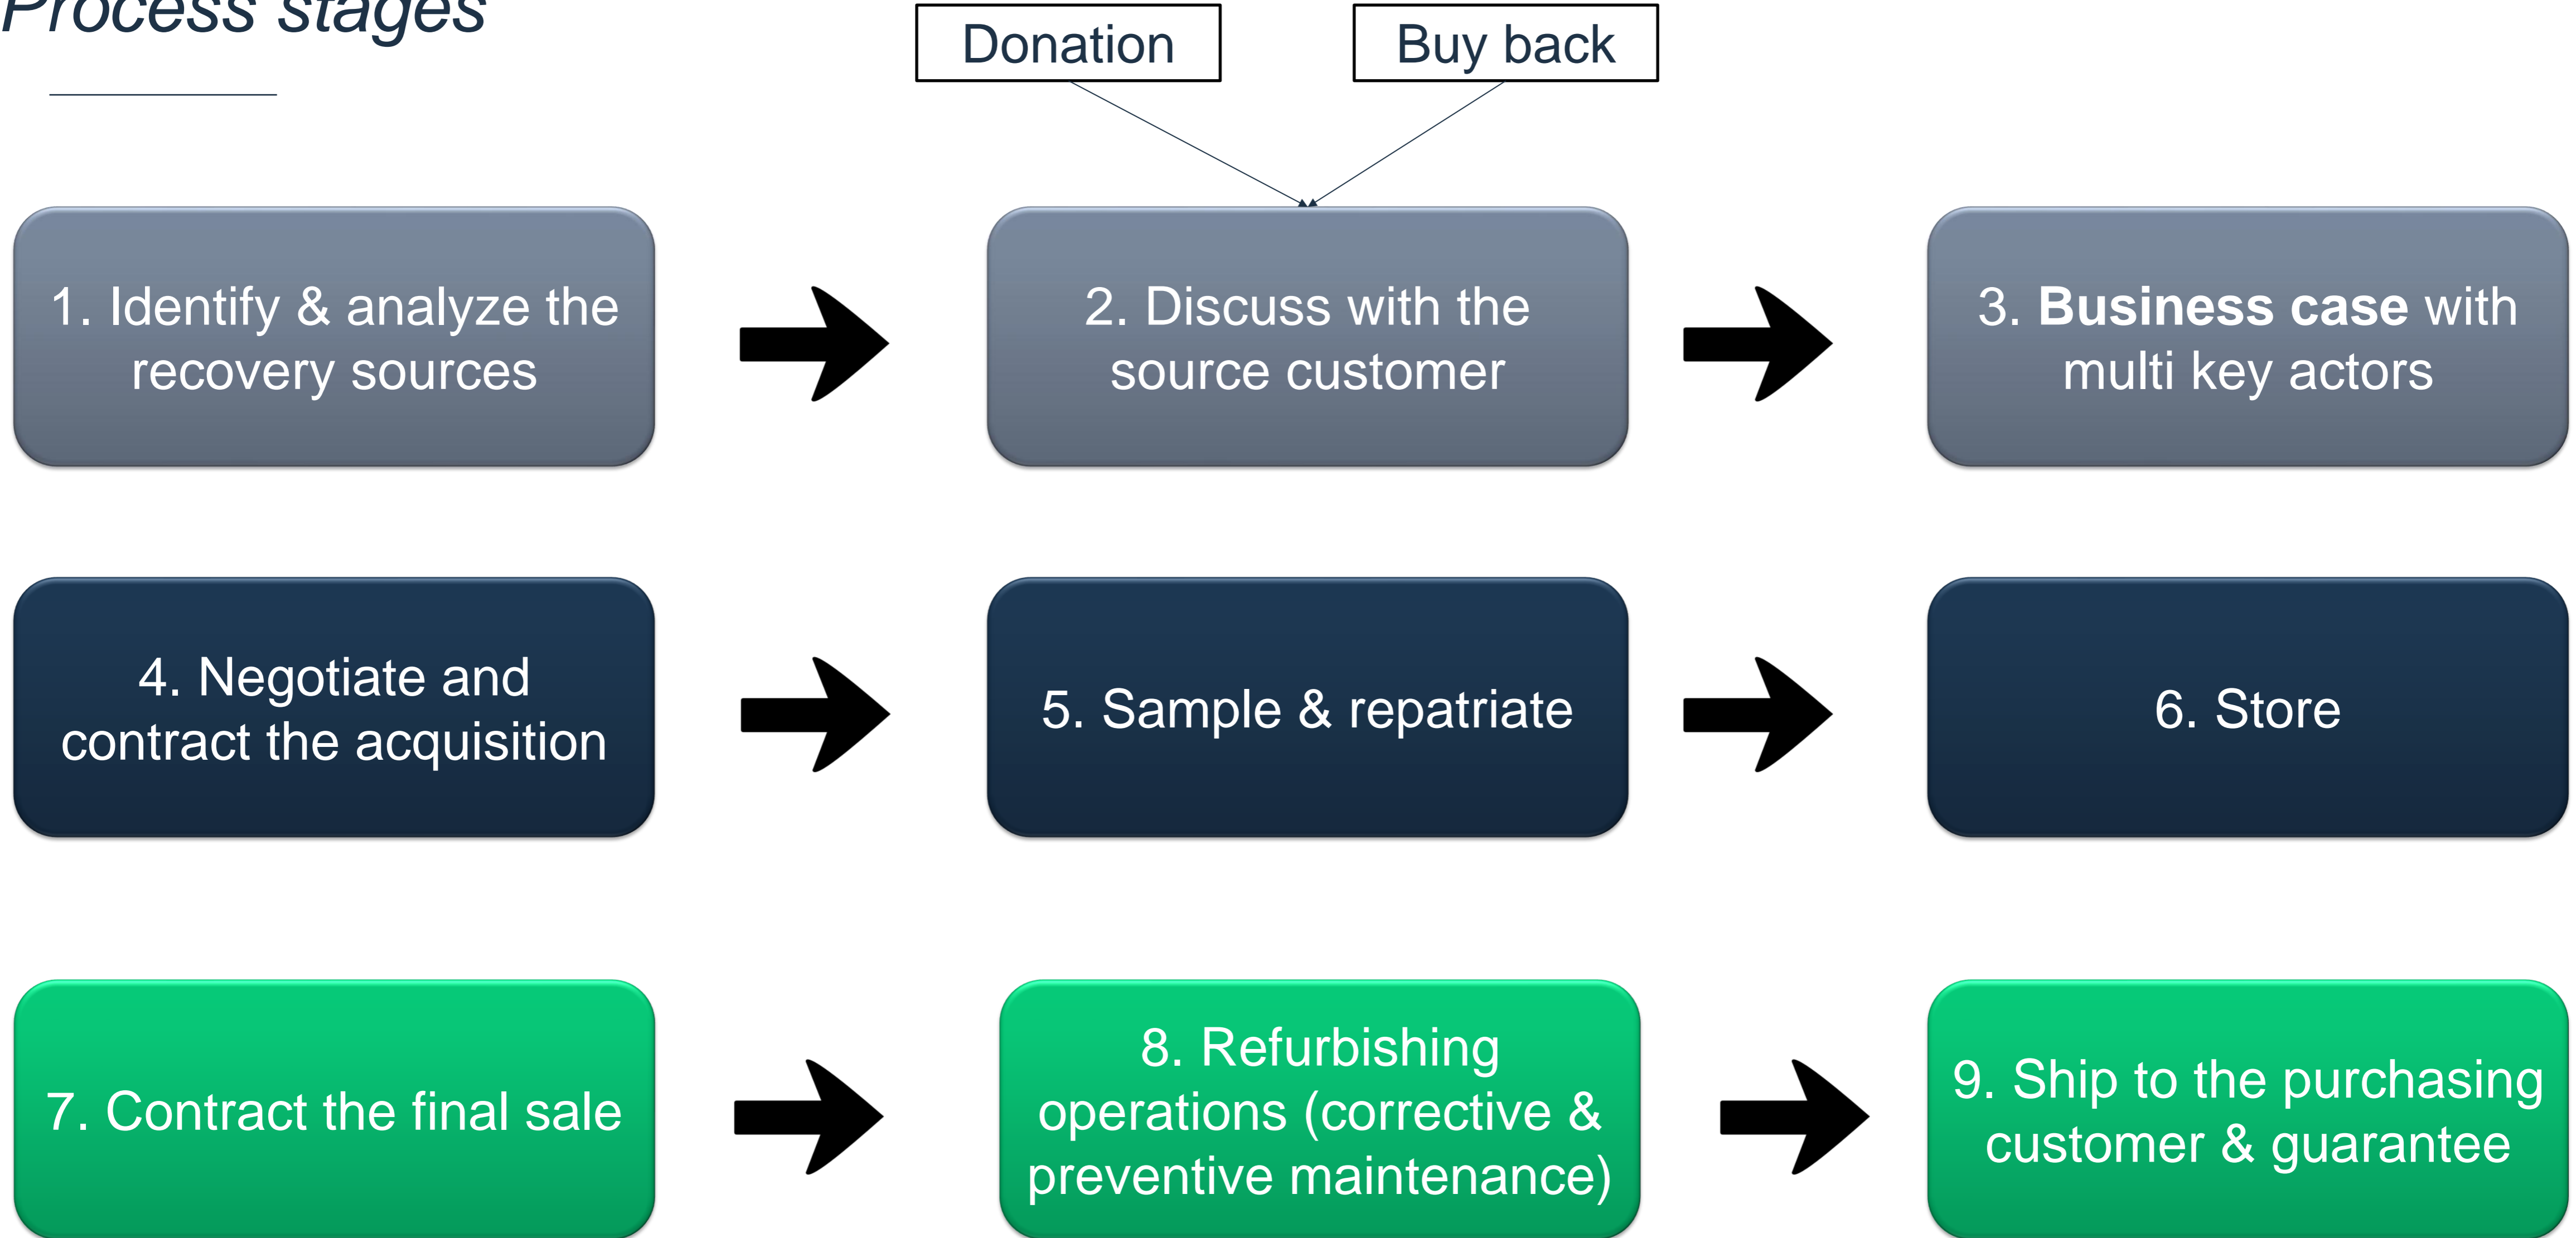 Process stages
Donation
Buy back
1. Identify & analyze the
recovery sources
2. Discuss with the
source customer
3. Business case with
multi key actors
4. Negotiate and
contract the acquisition
5. Sample & repatriate
6. Store
7. Contract the final sale
8. Refurbishing
operations (corrective &
preventive maintenance)
9. Ship to the purchasing
customer & guarantee